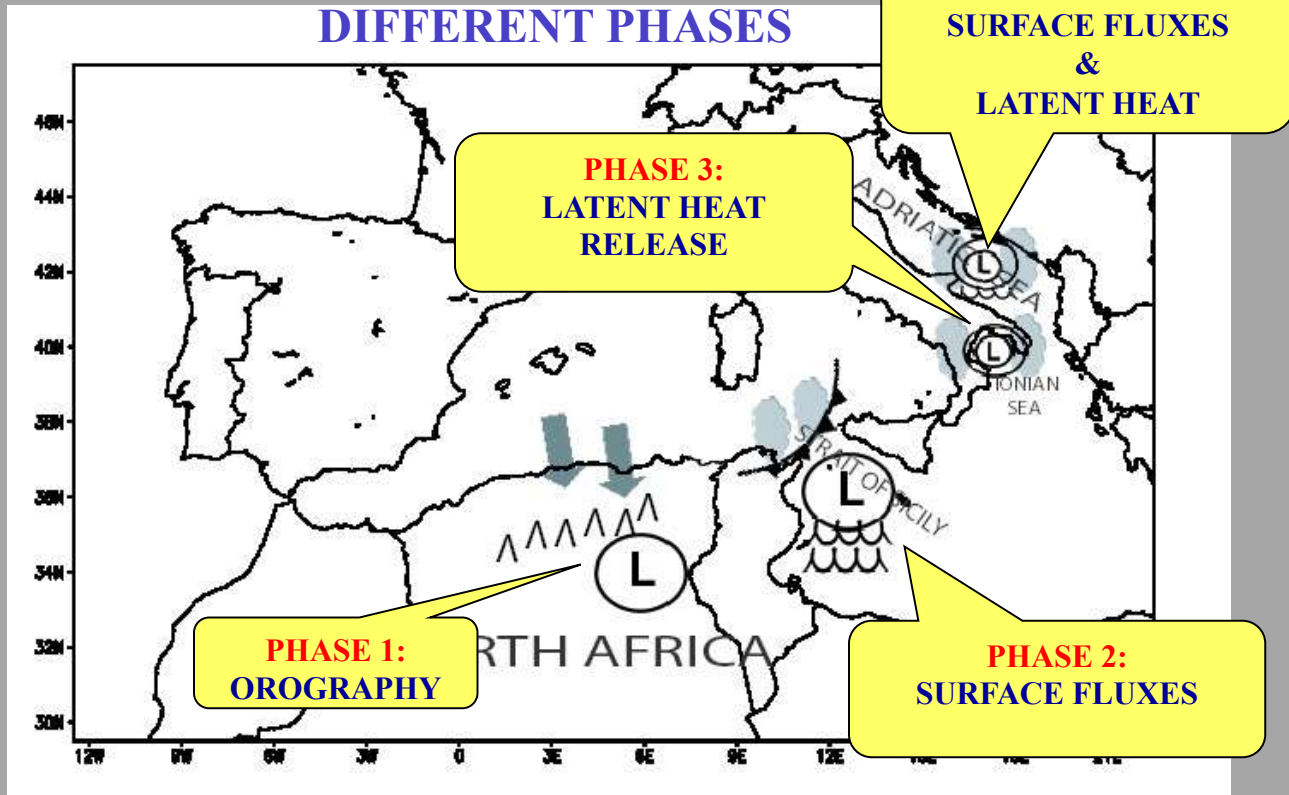 DIFFERENT PHASES
SURFACE FLUXES
&
LATENT HEAT
PHASE 3:
LATENT HEAT
RELEASE
ADRIATIC SEA
L
L
IONIAN
SEA
STRAIT OF SICILY
L
L
RTH AFRICA
PHASE 1:
OROGRAPHY
PHASE 2:
SURFACE FLUXES
44N
42N
40N
38N
36N
34N
32N
30N
12W
6W
3W
0
3E
6E
9E
12E